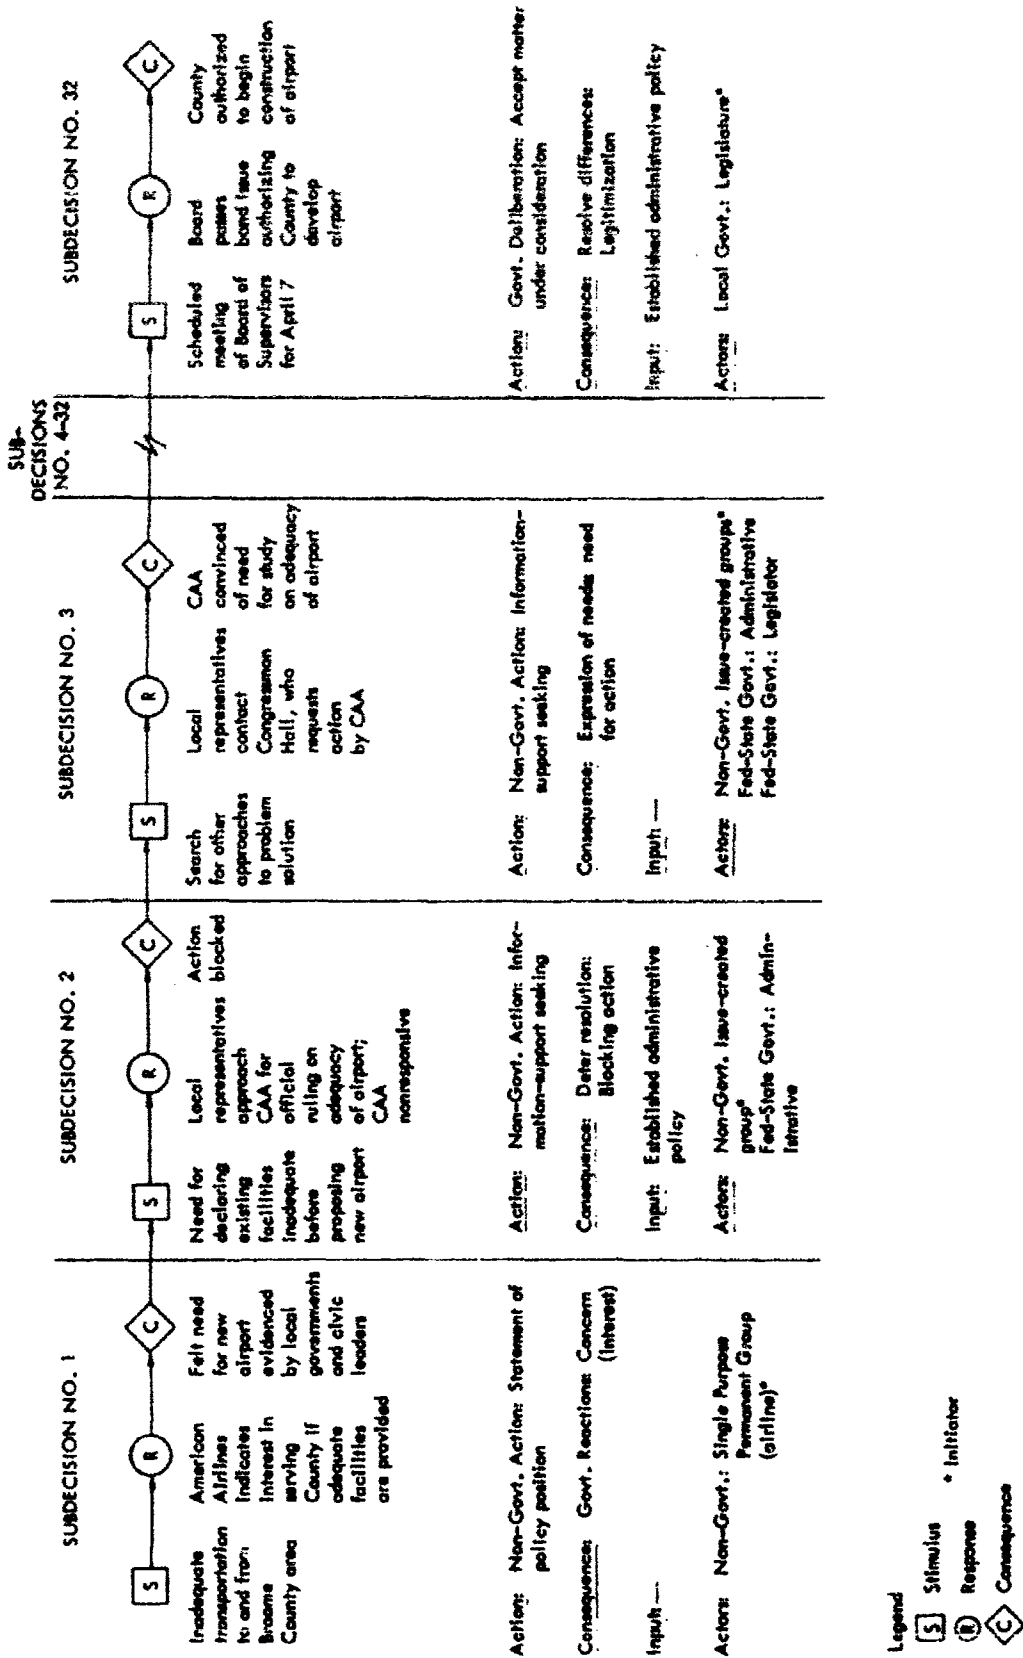 SUBDECISION NO. 1
S
R
C
Inadequate
transportation
to and from
Broome
County area
American
Airlines
indicates
interest in
serving
County if
adequate
facilities
are provided
Felt need
for new
airport
evidenced
by local
governments
and civic
leaders
Action: Non-Govt. Action: Statement of
policy position
Consequence: Govt. Reactions: Concern
(interest)
Input: —
Actors: Non-Govt.: Single Purpose
Permanent Group
(airline)*
SUBDECISION NO. 2
S
R
C
Need for
declaring
existing
facilities
inadequate
before
proposing
new airport
Local
representatives
approach
CAA for
official
ruling on
adequacy
of airport;
CAA
nonresponsive
Action
blocked
Action: Non-Govt. Action: Infor-
mation-support seeking
Consequence: Deter resolution:
Blocking action
Input: Established administrative
policy
Actors: Non-Govt. Issue-created
group*
Fed-State Govt.: Admin-
istrative
SUBDECISION NO. 3
S
R
C
Search
for other
approaches
to problem
solution
Local
representatives
contact
Congressman
Hall, who
requests
action
by CAA
CAA
convinced
of need
for study
on adequacy
of airport
Action: Non-Govt. Action: Information-
support seeking
Consequence: Expression of needs: need
for action
Input: —
Actors: Non-Govt. Issue-created groups*
Fed-State Govt.: Administrative
Fed-State Govt.: Legislator
SUB-
DECISIONS
NO. 4-32
SUBDECISION NO. 32
S
R
C
Scheduled
meeting
of Board of
Supervisors
for April 7
Board
passes
bond issue
authorizing
County to
develop
airport
County
authorized
to begin
construction
of airport
Action: Govt. Deliberation: Accept matter
under consideration
Consequence: Resolve differences:
Legitimization
Input: Established administrative policy
Actors: Local Govt.: Legislature*
Legend
S Stimulus * Initiator
R Response
C Consequence